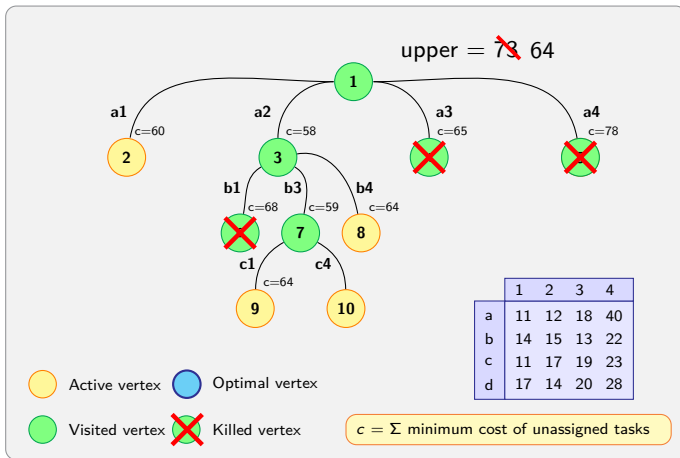 upper = 73 64
1
a1 a2 a3 a4
c=60 c=58 c=65 c=78
2 3
b1 b3 b4
c=68 c=59 c=64
7 8
c1 c4
c=64
9 10
1 2 3 4
a 11 12 18 40
b 14 15 13 22
c 11 17 19 23
d 17 14 20 28
Active vertex Optimal vertex
Visited vertex Killed vertex
c = Σ minimum cost of unassigned tasks